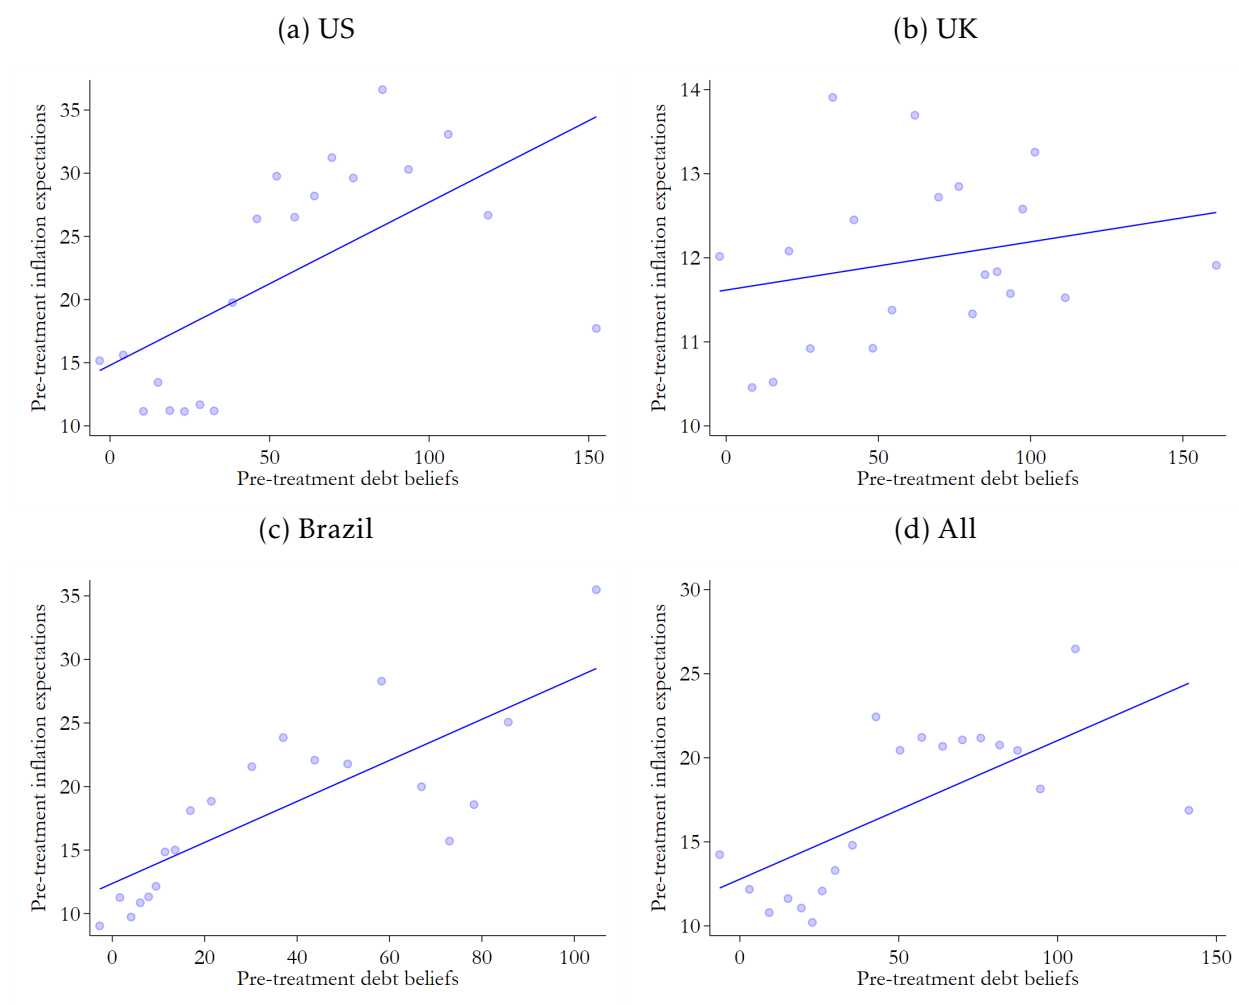 (a) US
Pre-treatment inflation expectations
35
30
25
20
15
10
0 50 100 150
Pre-treatment debt beliefs
(b) UK
Pre-treatment inflation expectations
14
13
12
11
10
0 50 100 150
Pre-treatment debt beliefs
(c) Brazil
Pre-treatment inflation expectations
35
30
25
20
15
10
0 20 40 60 80 100
Pre-treatment debt beliefs
(d) All
Pre-treatment inflation expectations
30
25
20
15
10
0 50 100 150
Pre-treatment debt beliefs